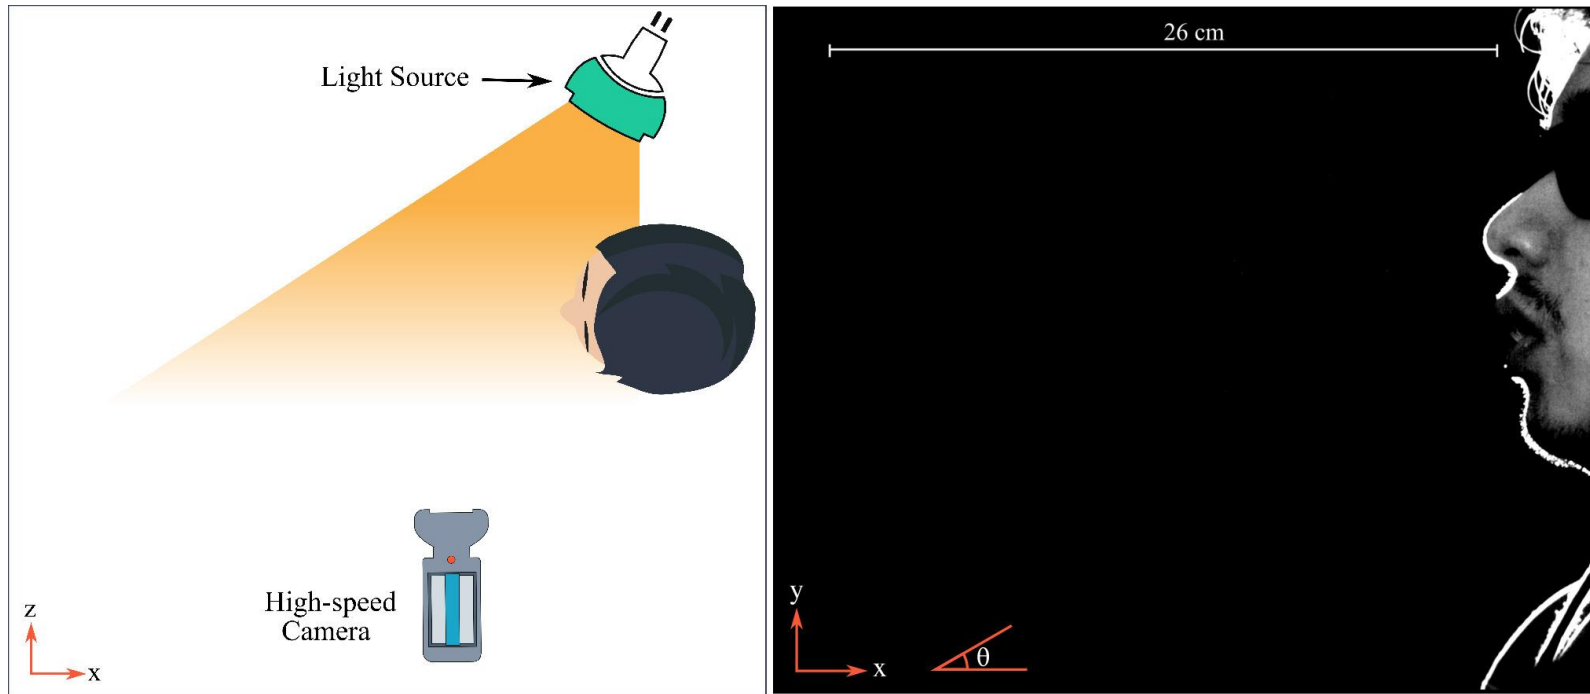 Light Source
High-speed
Camera
z
x
26 cm
y
x
θ